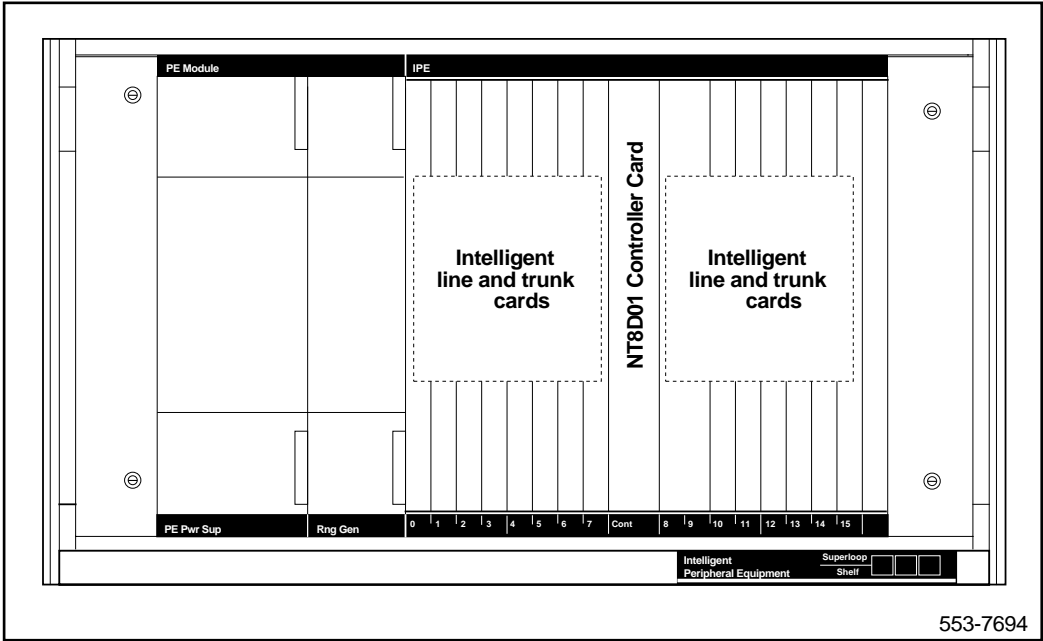 PE Module IPE
NT8D01 Controller Card
Intelligent
line and trunk
cards
Intelligent
line and trunk
cards
PE Pwr Sup Rng Gen 0 1 2 3 4 5 6 7 Cont 8 9 10 11 12 13 14 15
Intelligent
Peripheral Equipment
Superloop
Shelf
553-7694